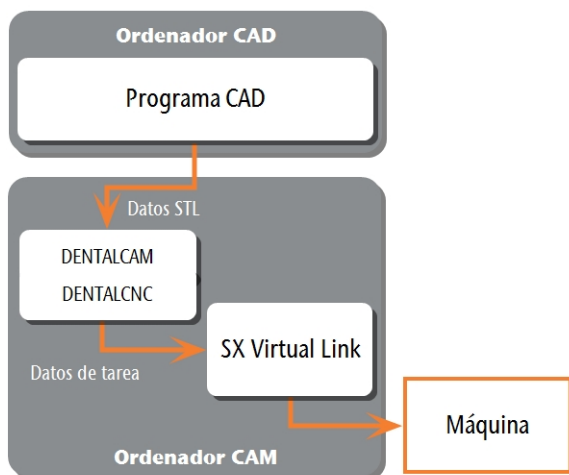 Ordenador CAD
Programa CAD
Datos STL
DENTALCAM
DENTALCNC
SX Virtual Link
Datos de tarea
Máquina
Ordenador CAM